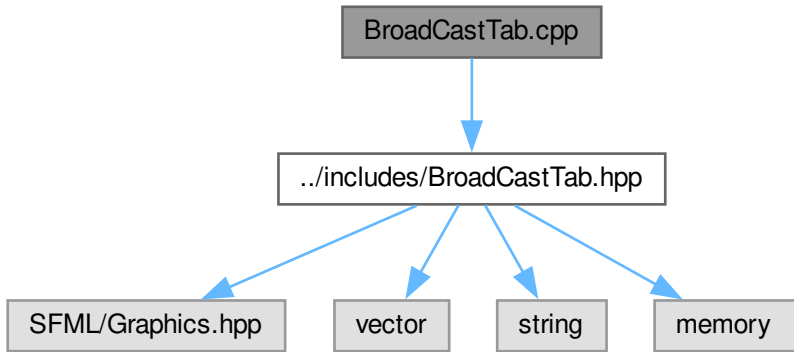 BroadCastTab.cpp
../includes/BroadCastTab.hpp
SFML/Graphics.hpp
vector
string
memory